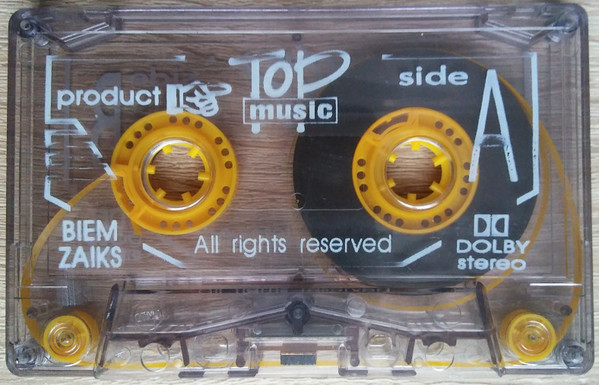 product
TOP
music
side
A
BIEM
ZAIKS
All rights reserved
DOLBY
stereo